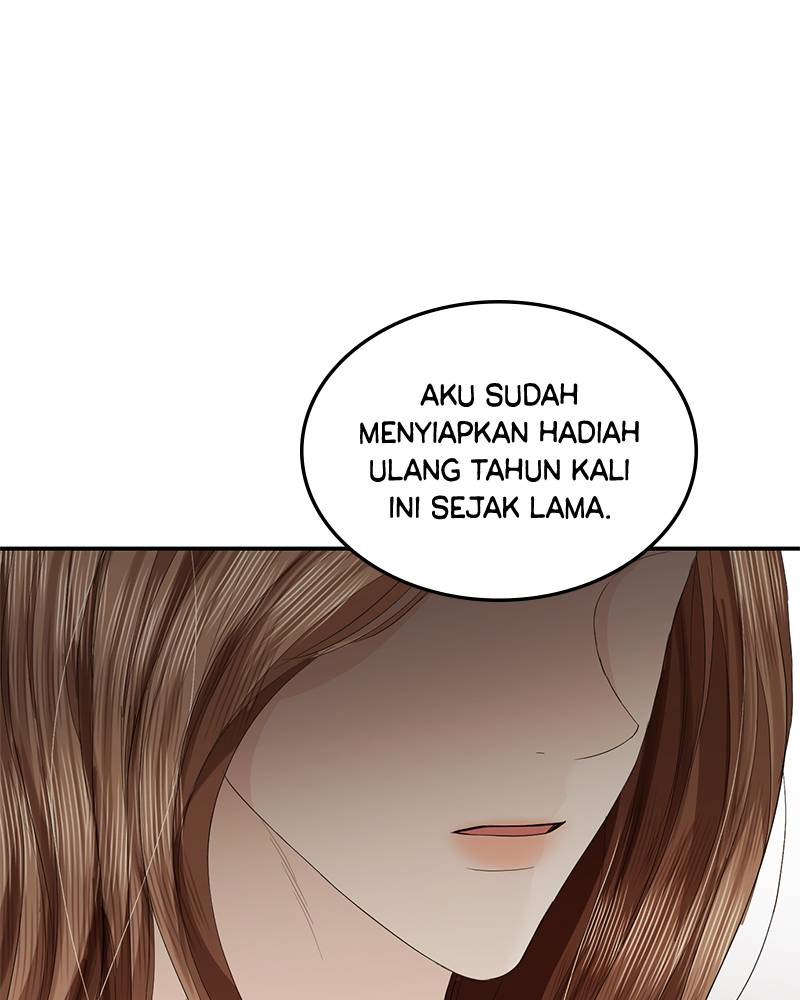 AKU SUDAH
MENYIAPKAN HADIAH
ULANG TAHUN KALI
INI SEJAK LAMA.